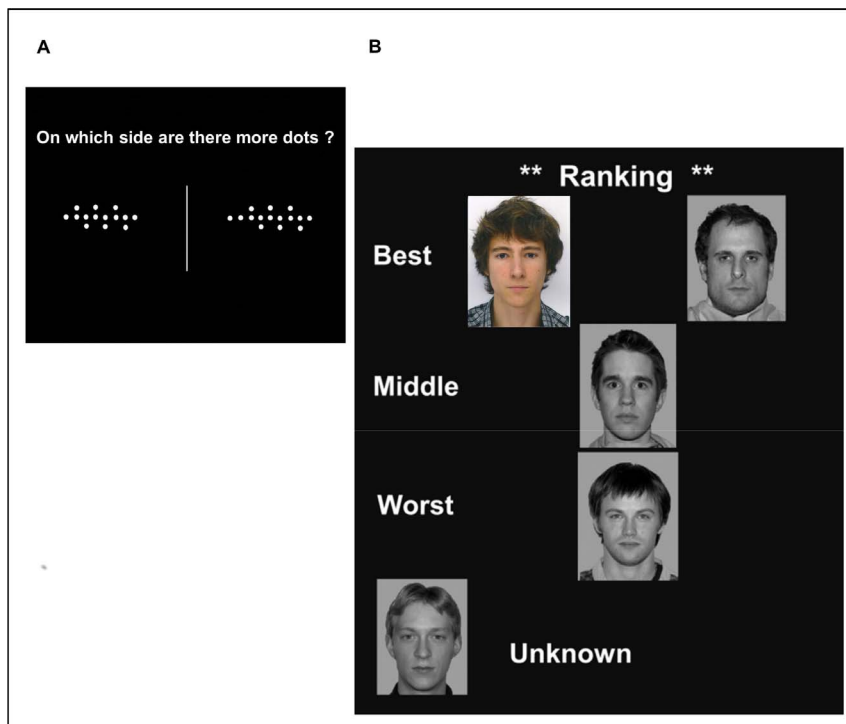 A
B
On which side are there more dots ?
** Ranking **
Best
Middle
Worst
Unknown